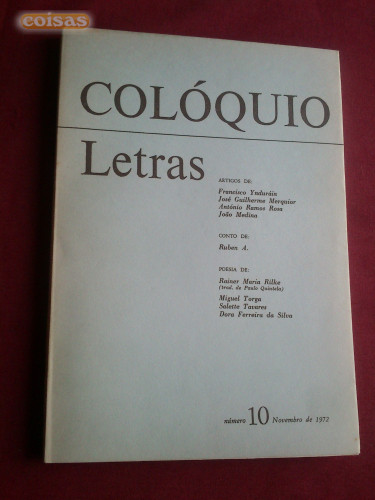 coisas
COLÓQUIO
Letras
ARTIGOS DE:
Francisco Ynduráin
José Guilherme Merquior
António Ramos Rosa
João Medina
CONTO DE:
Ruben A.
POESIA DE:
Rainer Maria Rilke
(trad. de Paulo Quintela)
Miguel Torga
Salette Tavares
Dora Ferreira da Silva
número 10 Novembro de 1972